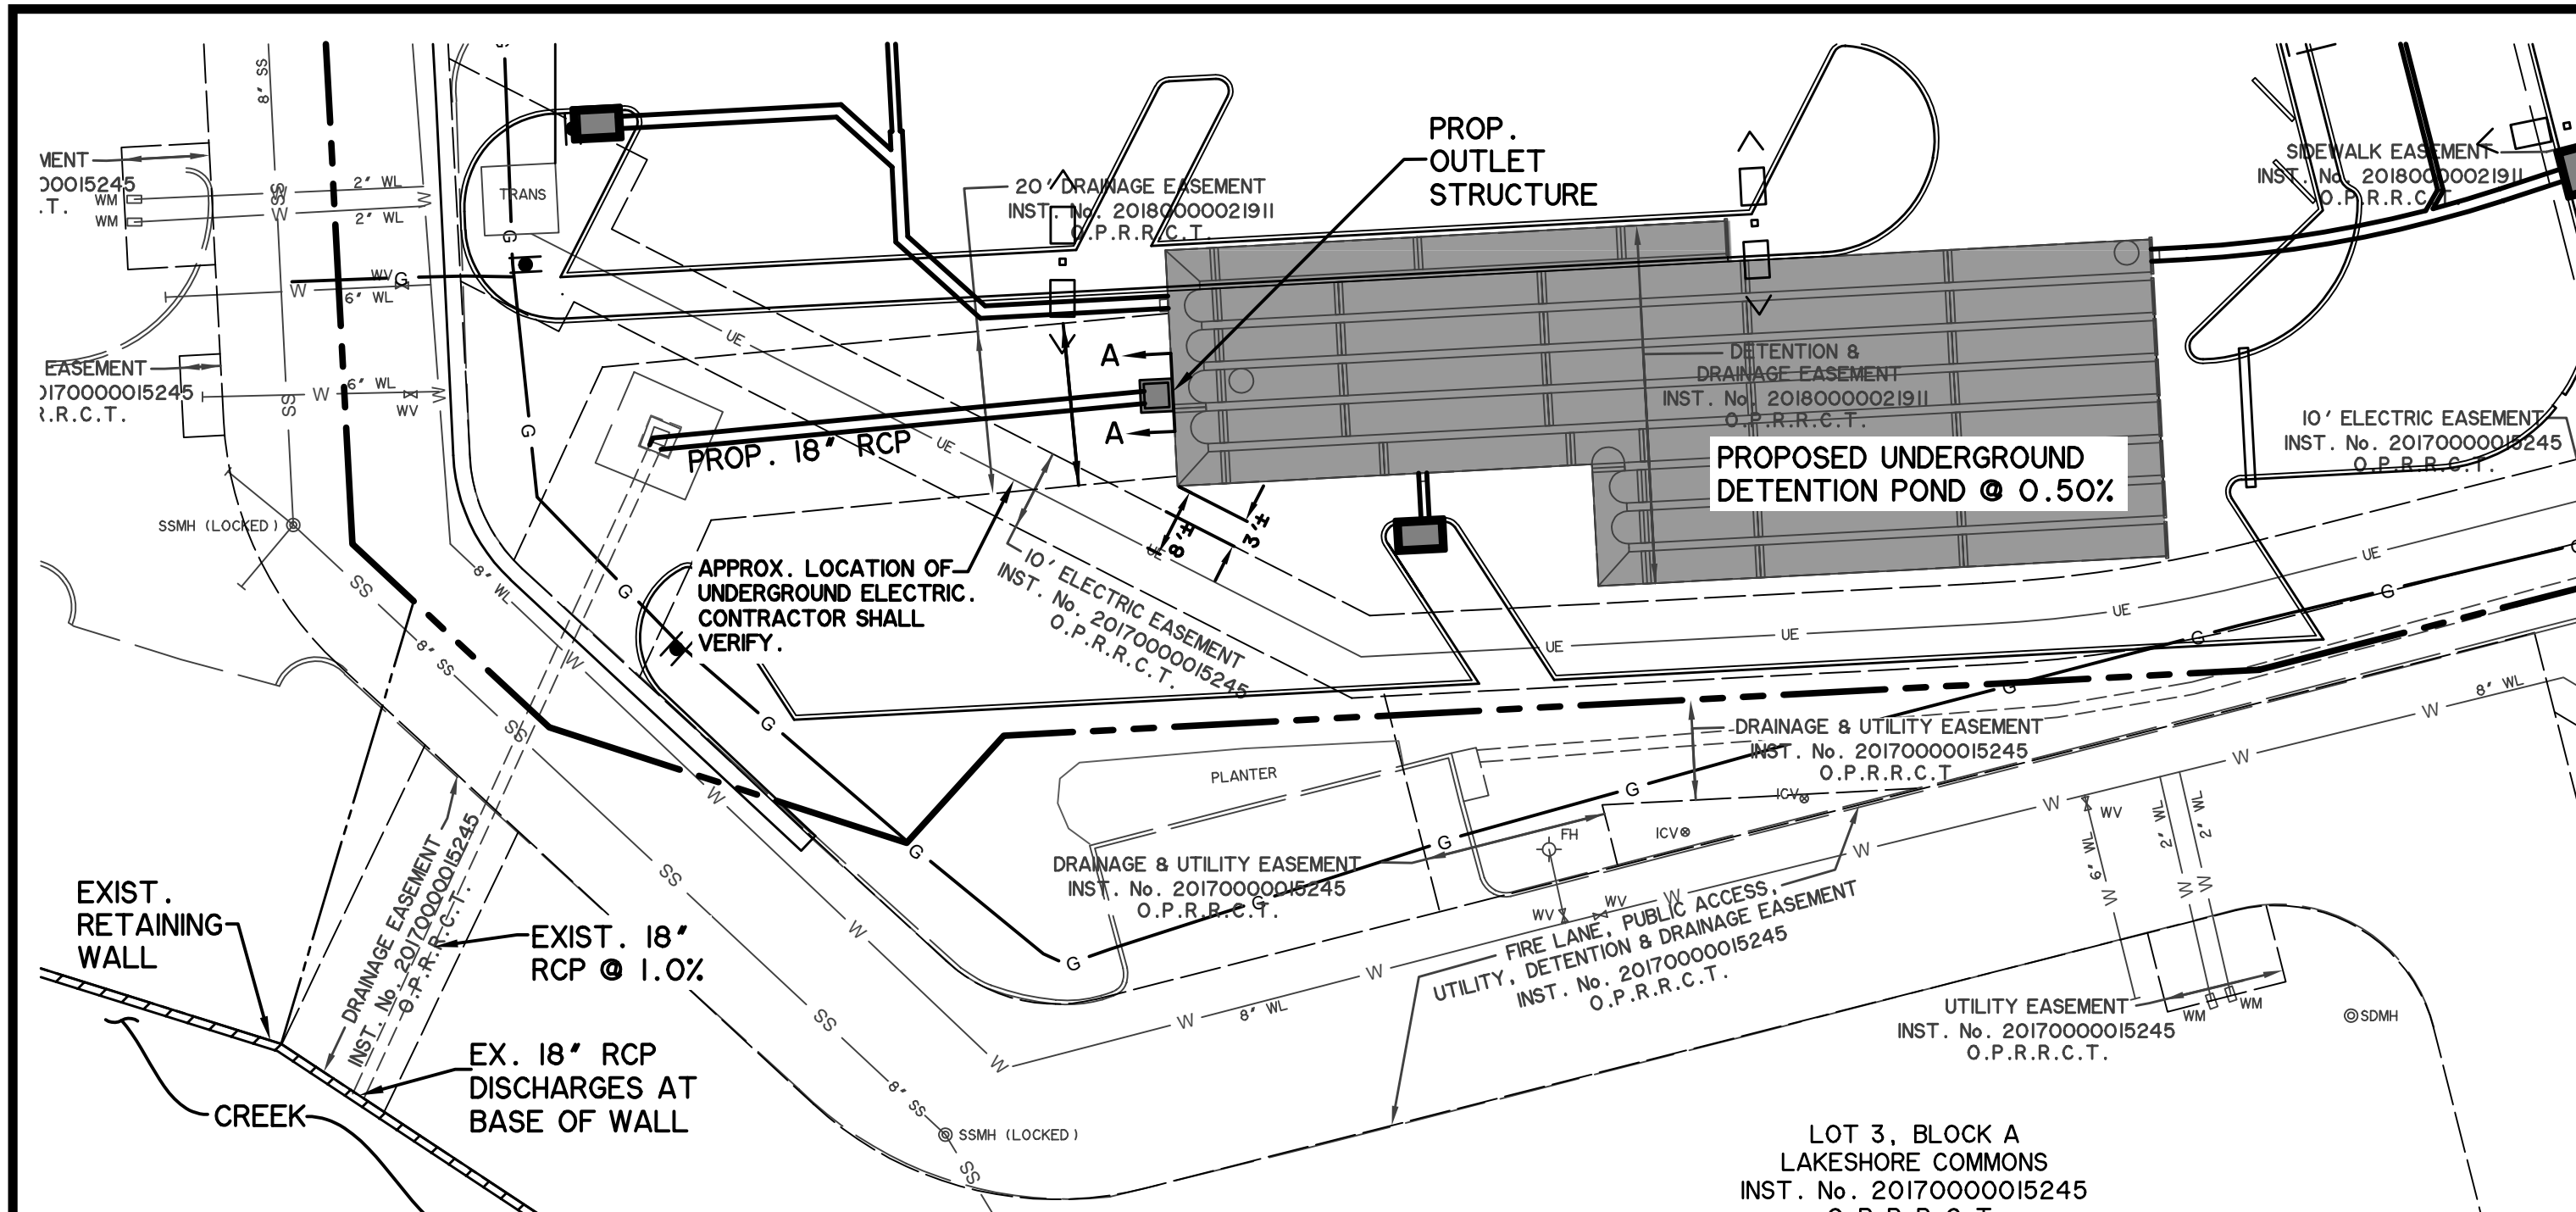 8" SS
SS
MENT
00015245
.T.
WM
WM
2" WL
2" WL
W
W
W
TRANS
G
WV
G
W
6" WL
EASEMENT
0170000015245
R.R.C.T.
6" WL
W
W
WV
SS
G
SSMH (LOCKED)
20' DRAINAGE EASEMENT
INST. No. 20180000021911
O.P.R.R.C.T.
PROP.
OUTLET
STRUCTURE
SIDEWALK EASEMENT
INST. No. 20180000021911
O.P.R.R.C.T.
UE
A
A
PROP. 18" RCP
UE
DETENTION &
DRAINAGE EASEMENT
INST. No. 20180000021911
O.P.R.R.C.T.
PROPOSED UNDERGROUND
DETENTION POND @ 0.50%
10' ELECTRIC EASEMENT
INST. No. 20170000015245
O.P.R.R.C.T.
8'±
3'±
UE
APPROX. LOCATION OF
UNDERGROUND ELECTRIC.
CONTRACTOR SHALL
VERIFY.
10' ELECTRIC EASEMENT
INST. No. 20170000015245
O.P.R.R.C.T.
UE
UE
UE
UE
G
G
G
SS
8" WL
G
8" SS
W
SS
G
W
G
DRAINAGE & UTILITY EASEMENT
INST. No. 20170000015245
O.P.R.R.C.T
PLANTER
8" WL
W
W
W
W
G
G
ICV
ICV
FH
WV
2" WL
2" WL
6" WL
W
W
W
DRAINAGE & UTILITY EASEMENT
INST. No. 20170000015245
O.P.R.R.C.T.
G
G
WV
WV
W
SS
W
DRAINAGE EASEMENT
INST. No. 20170000015245
O.P.R.R.C.T.
EXIST.
RETAINING
WALL
EXIST. 18"
RCP @ 1.0%
FIRE LANE, PUBLIC ACCESS,
UTILITY, DETENTION & DRAINAGE EASEMENT
INST. No. 20170000015245
O.P.R.R.C.T.
W
8" WL
W
W
SS
UTILITY EASEMENT
INST. No. 20170000015245
O.P.R.R.C.T.
WM
WM
SDMH
EX. 18" RCP
DISCHARGES AT
BASE OF WALL
CREEK
8" SS
SSMH (LOCKED)
SS
LOT 3, BLOCK A
LAKESHORE COMMONS
INST. No. 20170000015245